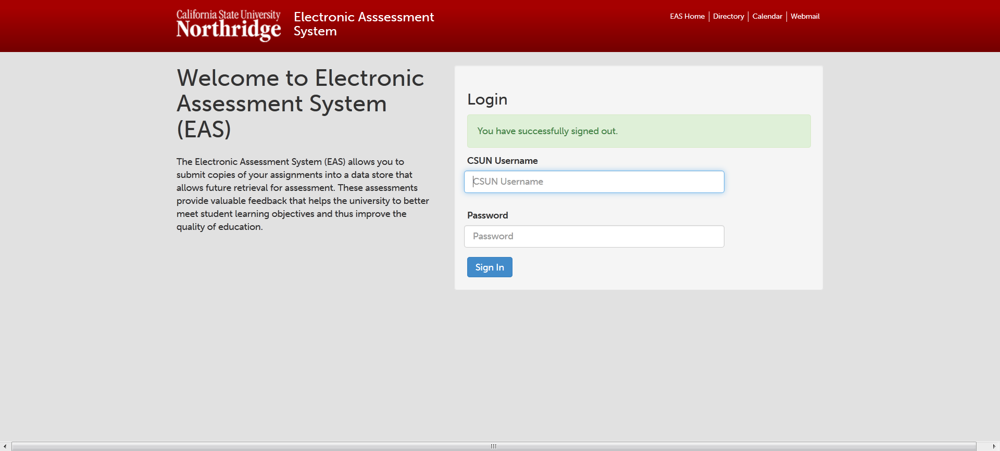 California State University
Northridge
Electronic Asssessment
System
EAS Home
Directory
Calendar
Webmail
Welcome to Electronic
Assessment System
(EAS)
The Electronic Assessment System (EAS) allows you to
submit copies of your assignments into a data store that
allows future retrieval for assessment. These assessments
provide valuable feedback that helps the university to better
meet student learning objectives and thus improve the
quality of education.
Login
You have successfully signed out.
CSUN Username
CSUN Username
Password
Password
Sign In